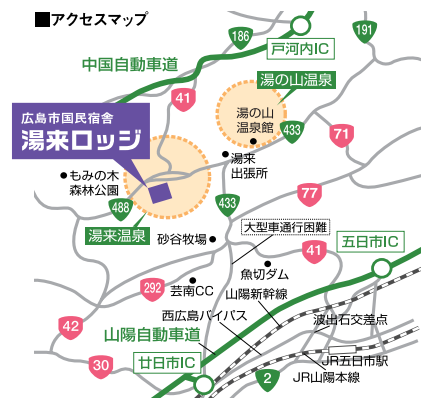 ■アクセスマップ
186
戸河内IC
191
中国自動車道
湯の山温泉
41
広島市国民宿舎
湯来ロッジ
湯の山
温泉館
433
71
湯来
出張所
もみの木
森林公園
77
488
433
湯来温泉
大型車通行困難
砂谷牧場
五日市IC
41
魚切ダム
292
芸南CC
山陽新幹線
西広島バイパス
波出石交差点
42
山陽自動車道
廿日市IC
JR五日市駅
30
2
JR山陽本線